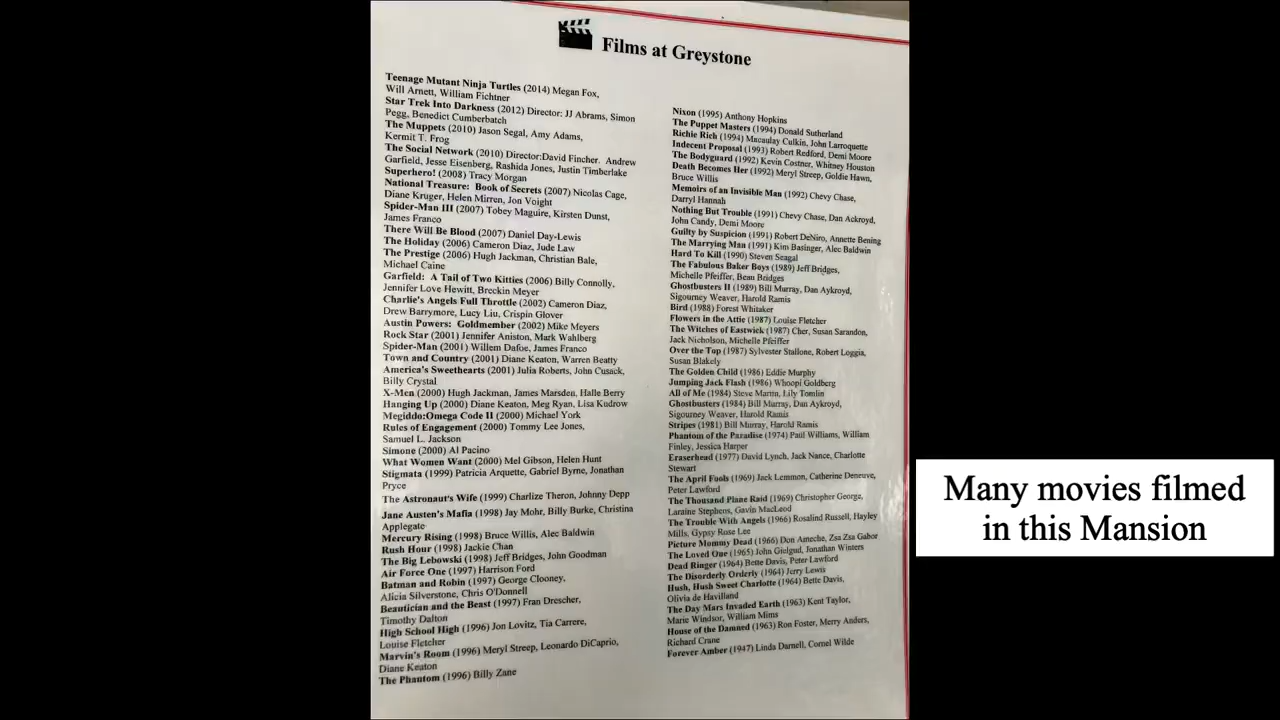 Films at Greystone
Teenage Mutant Ninja Turtles (2014) Megan Fox,
Will Arnett, William Fichtner
Star Trek Into Darkness (2012) Director: JJ Abrams, Simon
Pegg, Benedict Cumberbatch
The Muppets (2010) Jason Segal, Amy Adams,
Kermit T. Frog
The Social Network (2010) Director:David Fincher. Andrew
Garfield, Jesse Eisenberg, Rashida Jones, Justin Timberlake
Superhero! (2008) Tracy Morgan
National Treasure: Book of Secrets (2007) Nicolas Cage,
Diane Kruger, Helen Mirren, Jon Voight
Spider-Man III (2007) Tobey Maguire, Kirsten Dunst,
James Franco
There Will Be Blood (2007) Daniel Day-Lewis
The Holiday (2006) Cameron Diaz, Jude Law
The Prestige (2006) Hugh Jackman, Christian Bale,
Michael Caine
Garfield: A Tail of Two Kitties (2006) Billy Connolly,
Jennifer Love Hewitt, Breckin Meyer
Charlie's Angels Full Throttle (2002) Cameron Diaz,
Drew Barrymore, Lucy Liu, Crispin Glover
Austin Powers: Goldmember (2002) Mike Meyers
Rock Star (2001) Jennifer Aniston, Mark Wahlberg
Spider-Man (2001) Willem Dafoe, James Franco
Town and Country (2001) Diane Keaton, Warren Beatty
America's Sweethearts (2001) Julia Roberts, John Cusack,
Billy Crystal
X-Men (2000) Hugh Jackman, James Marsden, Halle Berry
Hanging Up (2000) Diane Keaton, Meg Ryan, Lisa Kudrow
Megiddo:Omega Code II (2000) Michael York
Rules of Engagement (2000) Tommy Lee Jones,
Samuel L. Jackson
Simone (2000) Al Pacino
What Women Want (2000) Mel Gibson, Helen Hunt
Stigmata (1999) Patricia Arquette, Gabriel Byrne, Jonathan
Pryce
The Astronaut's Wife (1999) Charlize Theron, Johnny Depp
Jane Austen's Mafia (1998) Jay Mohr, Billy Burke, Christina
Applegate
Mercury Rising (1998) Bruce Willis, Alec Baldwin
Rush Hour (1998) Jackie Chan
The Big Lebowski (1998) Jeff Bridges, John Goodman
Air Force One (1997) Harrison Ford
Batman and Robin (1997) George Clooney,
Alicia Silverstone, Chris O'Donnell
Beautician and the Beast (1997) Fran Drescher,
Timothy Dalton
High School High (1996) Jon Lovitz, Tia Carrere,
Louise Fletcher
Marvin's Room (1996) Meryl Streep, Leonardo DiCaprio,
Diane Keaton
The Phantom (1996) Billy Zane
Nixon (1995) Anthony Hopkins
The Puppet Masters (1994) Donald Sutherland
Richie Rich (1994) Macaulay Culkin, John Larroquette
Indecent Proposal (1993) Robert Redford, Demi Moore
The Bodyguard (1992) Kevin Costner, Whitney Houston
Death Becomes Her (1992) Meryl Streep, Goldie Hawn,
Bruce Willis
Memoirs of an Invisible Man (1992) Chevy Chase,
Darryl Hannah
Nothing But Trouble (1991) Chevy Chase, Dan Ackroyd,
John Candy, Demi Moore
Guilty by Suspicion (1991) Robert DeNiro, Annette Bening
The Marrying Man (1991) Kim Basinger, Alec Baldwin
Hard To Kill (1990) Steven Seagal
The Fabulous Baker Boys (1989) Jeff Bridges,
Michelle Pfeiffer, Beau Bridges
Ghostbusters II (1989) Bill Murray, Dan Aykroyd,
Sigourney Weaver, Harold Ramis
Bird (1988) Forest Whitaker
Flowers in the Attic (1987) Louise Fletcher
The Witches of Eastwick (1987) Cher, Susan Sarandon,
Jack Nicholson, Michelle Pfeiffer
Over the Top (1987) Sylvester Stallone, Robert Loggia,
Susan Blakely
The Golden Child (1986) Eddie Murphy
Jumping Jack Flash (1986) Whoopi Goldberg
All of Me (1984) Steve Martin, Lily Tomlin
Ghostbusters (1984) Bill Murray, Dan Aykroyd,
Sigourney Weaver, Harold Ramis
Stripes (1981) Bill Murray, Harold Ramis
Phantom of the Paradise (1974) Paul Williams, William
Finley, Jessica Harper
Eraserhead (1977) David Lynch, Jack Nance, Charlotte
Stewart
The April Fools (1969) Jack Lemmon, Catherine Deneuve,
Peter Lawford
The Thousand Plane Raid (1969) Christopher George,
Laraine Stephens, Gavin MacLeod
The Trouble With Angels (1966) Rosalind Russell, Hayley
Mills, Gypsy Rose Lee
Picture Mommy Dead (1966) Don Ameche, Zsa Zsa Gabor
The Loved One (1965) John Gielgud, Jonathan Winters
Dead Ringer (1964) Bette Davis, Peter Lawford
The Disorderly Orderly (1964) Jerry Lewis
Hush, Hush Sweet Charlotte (1964) Bette Davis,
Olivia de Havilland
The Day Mars Invaded Earth (1963) Kent Taylor,
Marie Windsor, William Mims
House of the Damned (1963) Ron Foster, Merry Anders,
Richard Crane
Forever Amber (1947) Linda Darnell, Cornel Wilde
Many movies filmed
in this Mansion